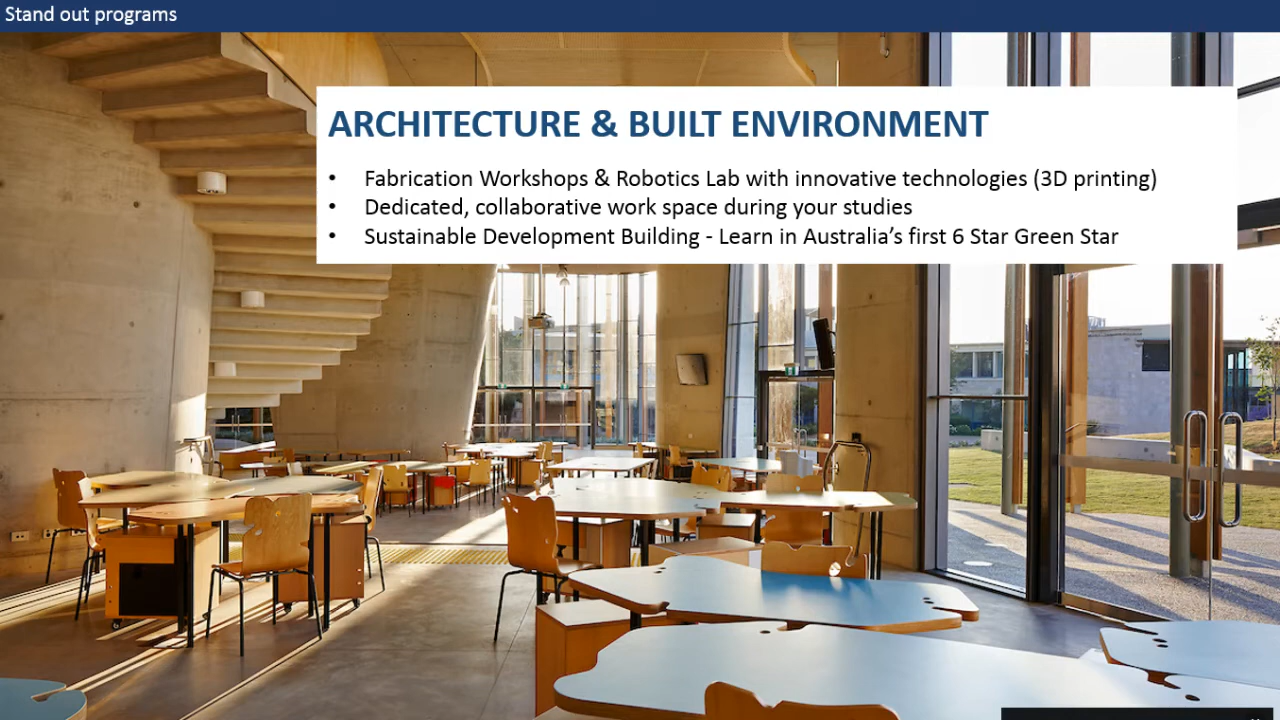 Stand out programs
ARCHITECTURE & BUILT ENVIRONMENT
• Fabrication Workshops & Robotics Lab with innovative technologies (3D printing)
• Dedicated, collaborative work space during your studies
• Sustainable Development Building - Learn in Australia’s first 6 Star Green Star